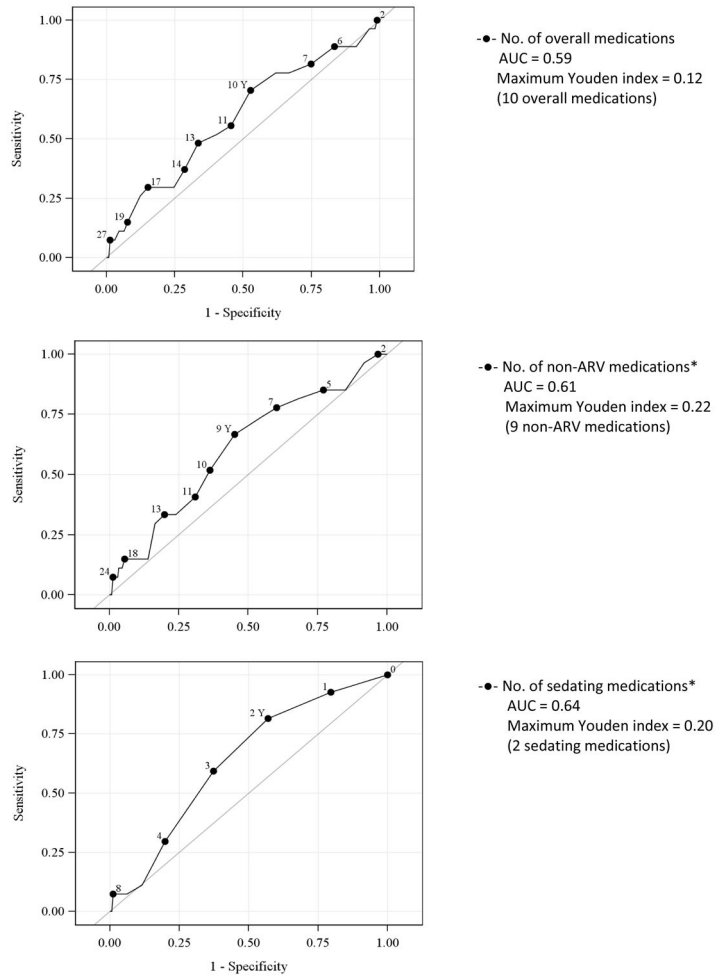 1.00
0.75
0.50
0.25
0.00
Sensitivity
2
6
7
10 Y
11
13
14
17
19
27
0.00 0.25 0.50 0.75 1.00
1 - Specificity
-●- No. of overall medications
AUC = 0.59
Maximum Youden index = 0.12
(10 overall medications)
1.00
0.75
0.50
0.25
0.00
Sensitivity
2
5
7
9 Y
10
11
13
18
24
0.00 0.25 0.50 0.75 1.00
-●- No. of non-ARV medications*
AUC = 0.61
Maximum Youden index = 0.22
(9 non-ARV medications)
1.00
0.75
0.50
0.25
0.00
Sensitivity
0
1
2 Y
3
4
8
0.00 0.25 0.50 0.75 1.00
1 - Specificity
-●- No. of sedating medications*
AUC = 0.64
Maximum Youden index = 0.20
(2 sedating medications)